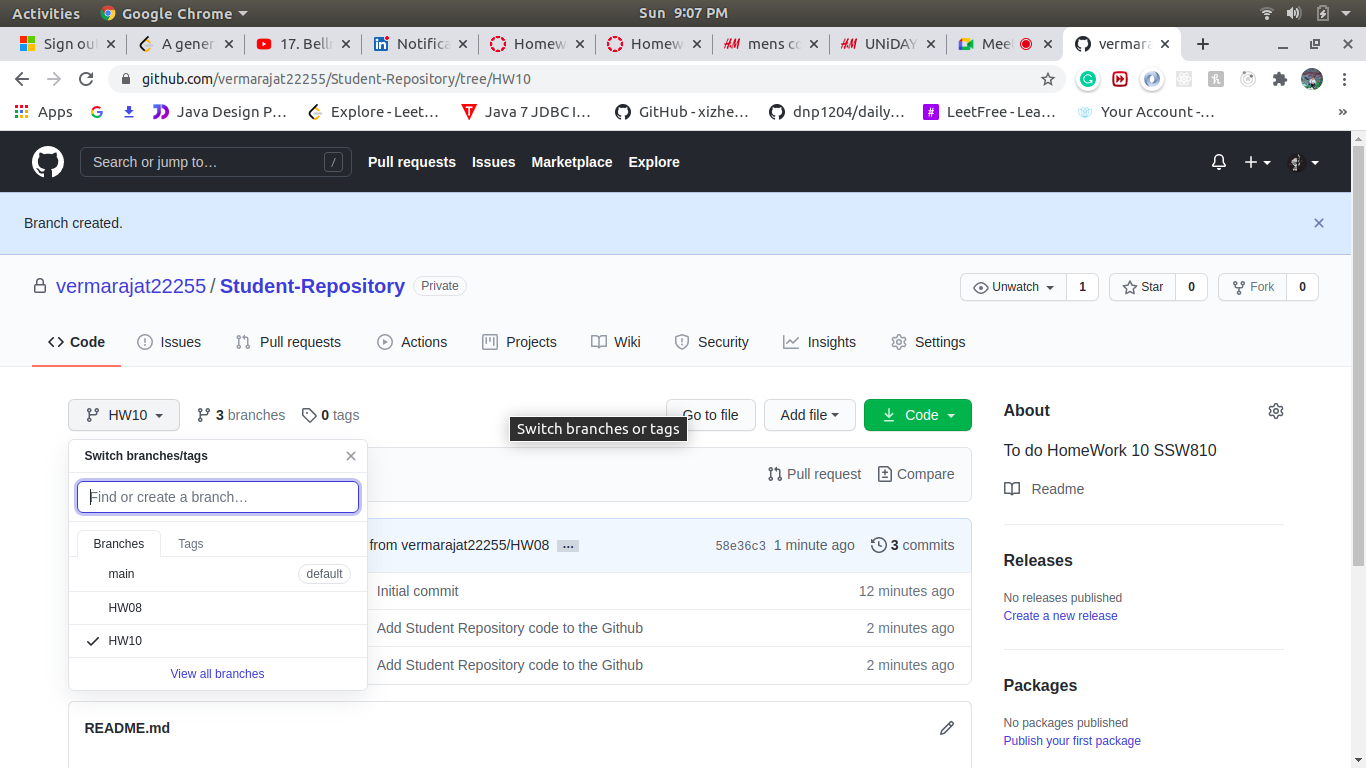 Activities Google Chrome Sun 9:07 PM
Sign out A gener 17. Bell Notifica Homew Homew mens co UNiDAY Meet vermara
github.com/vermarajat22255/Student-Repository/tree/HW10
Apps Java Design P… Explore - Leet… Java 7 JDBC I… GitHub - xizhe… dnp1204/daily… LeetFree - Lea… Your Account -… »
Search or jump to… / Pull requests Issues Marketplace Explore
Branch created.
vermarajat22255 / Student-Repository Private Unwatch 1 Star 0 Fork 0
Code Issues Pull requests Actions Projects Wiki Security Insights Settings
HW10 3 branches 0 tags Go to file Add file Code
Switch branches or tags
Switch branches/tags
Find or create a branch…
Branches Tags
main default
HW08
HW10
View all branches
Pull request Compare
from vermarajat22255/HW08 … 58e36c3 1 minute ago 3 commits
Initial commit 12 minutes ago
Add Student Repository code to the Github 2 minutes ago
Add Student Repository code to the Github 2 minutes ago
README.md
About
To do HomeWork 10 SSW810
Readme
Releases
No releases published
Create a new release
Packages
No packages published
Publish your first package